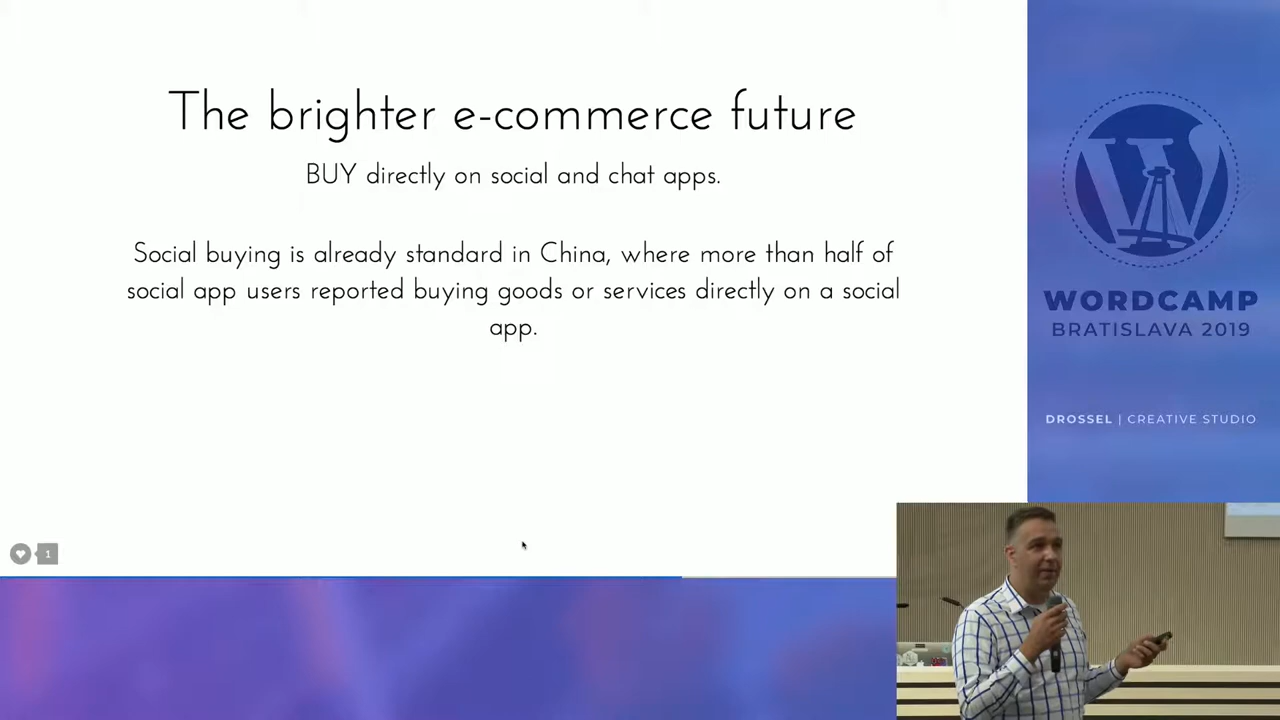 The brighter e-commerce future
BUY directly on social and chat apps.
Social buying is already standard in China, where more than half of
social app users reported buying goods or services directly on a social
app.
1
WORDCAMP
BRATISLAVA 2019
DROSSEL | CREATIVE STUDIO